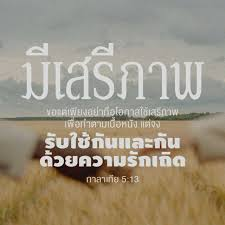 มีเสรีภาพ
ขอแต่เพียงอย่าถือโอกาสใช้เสรีภาพ
เพื่อทำตามเนื้อหนัง แต่จง
รับใช้กันและกัน
ด้วยความรักเถิด
กาลาเทีย 5:13